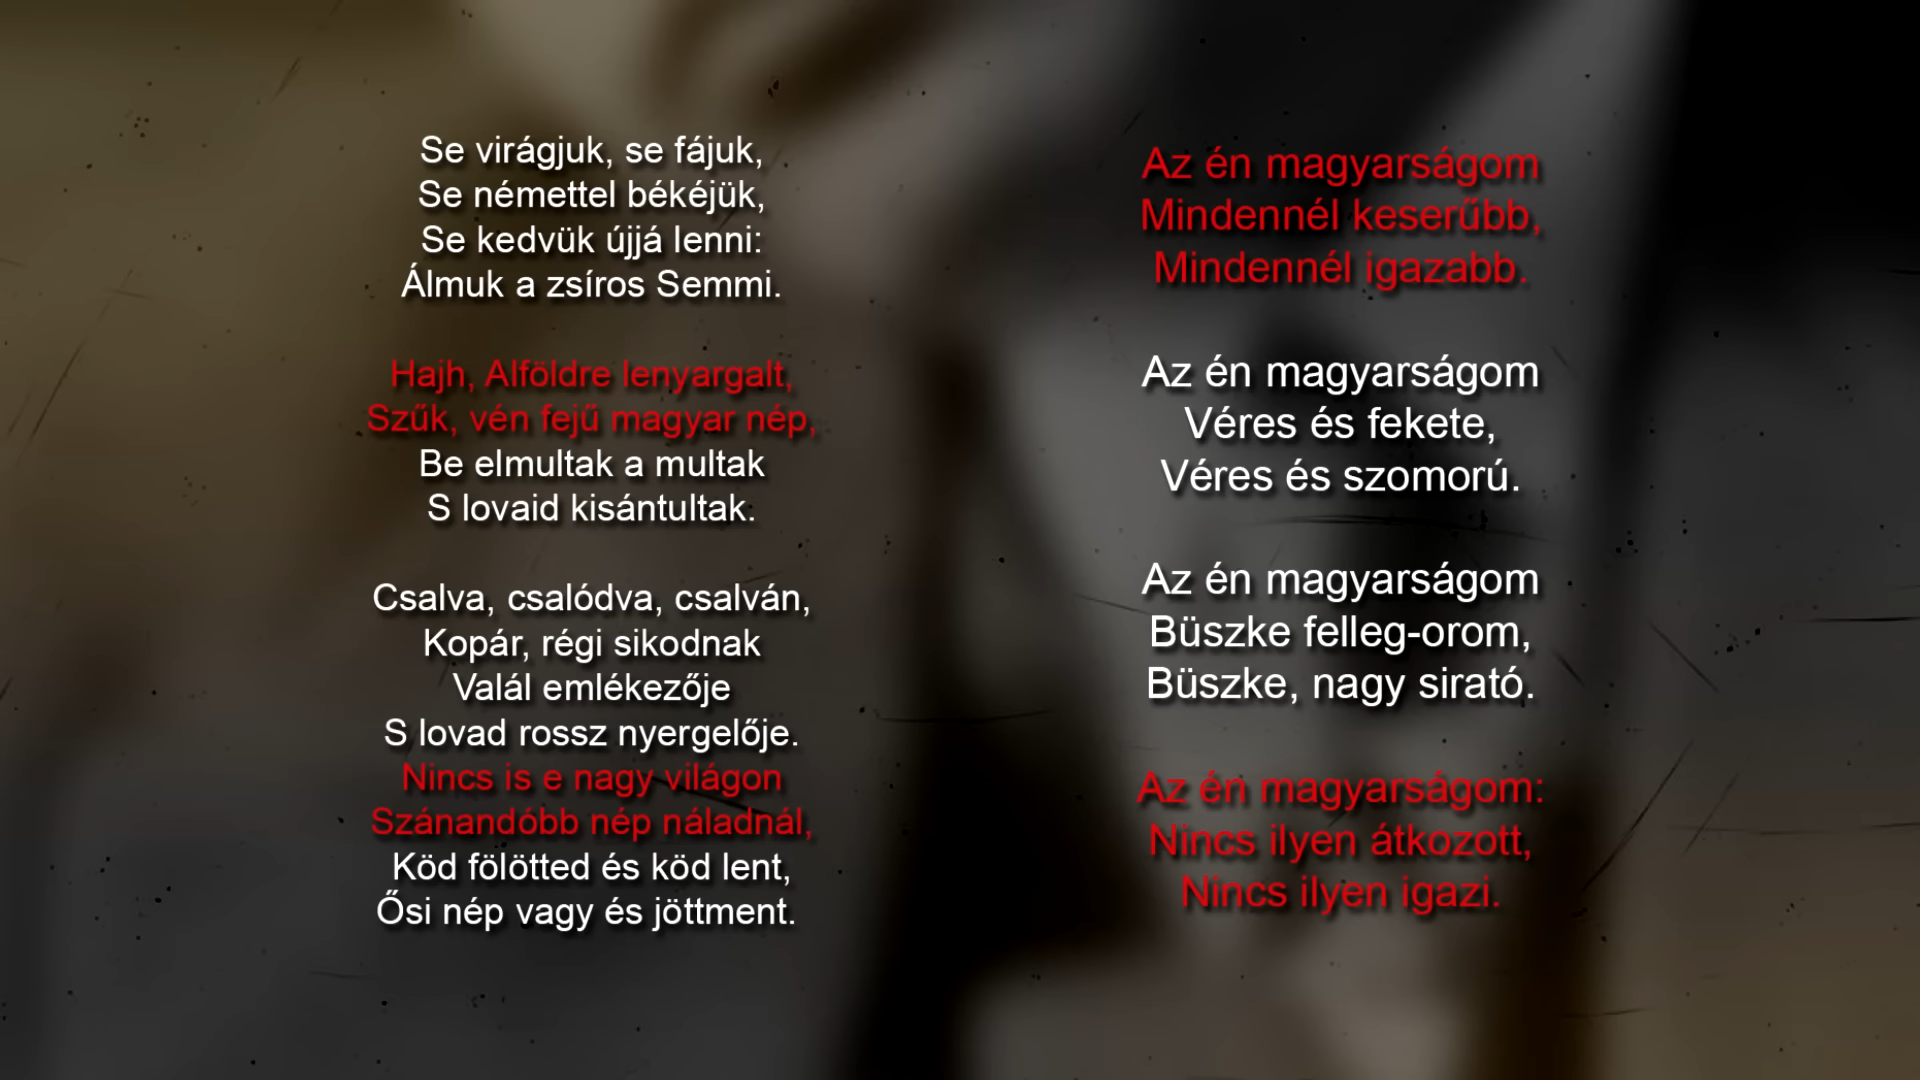 Se virágjuk, se fájuk,
Se némettel békéjük,
Se kedvük újjá lenni:
Álmuk a zsíros Semmi.
Hajh, Alföldre lenyargalt,
Szűk, vén fejű magyar nép,
Be elmultak a multak
S lovaid kisántultak.
Csalva, csalódva, csalván,
Kopár, régi sikodnak
Valál emlékezője
S lovad rossz nyergelője.
Nincs is e nagy világon
Szánandóbb nép náladnál,
Köd fölötted és köd lent,
Ősi nép vagy és jöttment.
Az én magyarságom
Mindennél keserűbb,
Mindennél igazabb.
Az én magyarságom
Véres és fekete,
Véres és szomorú.
Az én magyarságom
Büszke felleg-orom,
Büszke, nagy sirató.
Az én magyarságom:
Nincs ilyen átkozott,
Nincs ilyen igazi.